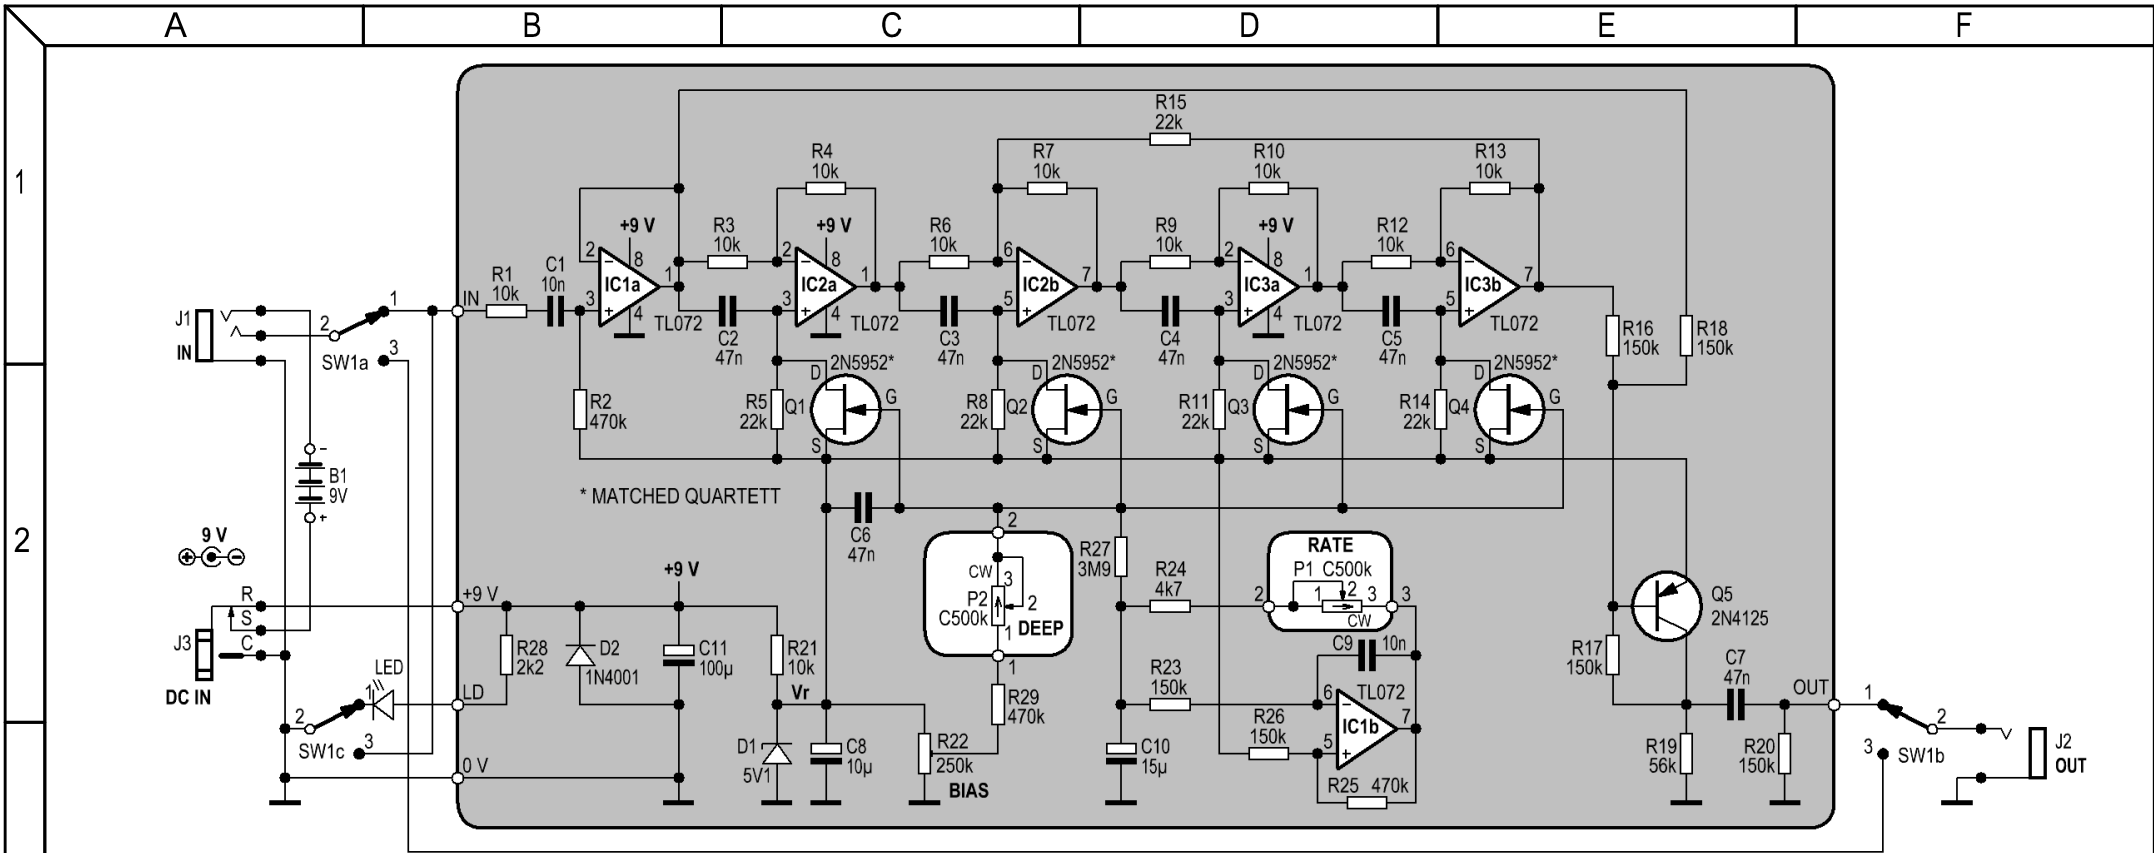 A B C D E F
1
2
R15
22k
R4
10k
R7
10k
R10
10k
R13
10k
+9 V
+9 V
+9 V
R3
10k
R6
10k
R9
10k
R12
10k
R1
10k
C1
10n
IN
2
3
8
4
1
IC1a
TL072
2
3
8
4
1
IC2a
TL072
6
5
7
IC2b
TL072
2
3
8
4
1
IC3a
TL072
6
5
7
IC3b
TL072
C2
47n
C3
47n
C4
47n
C5
47n
R16
150k
R18
150k
J1
IN
1
2
3
SW1a
R2
470k
R5
22k
Q1
2N5952*
D
G
S
R8
22k
Q2
2N5952*
D
G
S
R11
22k
Q3
2N5952*
D
G
S
R14
22k
Q4
2N5952*
D
G
S
-
B1
9V
+
* MATCHED QUARTETT
C6
47n
9 V
R
S
C
J3
DC IN
+9 V
+9 V
R28
2k2
D2
1N4001
C11
100µ
R21
10k
Vr
2
CW
3
P2
C500k
2
1
DEEP
1
R29
470k
R27
3M9
R24
4k7
RATE
P1 C500k
2
1
2
3
CW
3
C9 10n
R23
150k
R26
150k
TL072
6
5
7
IC1b
R25 470k
C10
15µ
D1
5V1
C8
10µ
R22
250k
BIAS
Q5
2N4125
R17
150k
C7
47n
R19
56k
R20
150k
OUT
1
2
3
SW1b
J2
OUT
LED
LD
1
2
3
SW1c
0 V